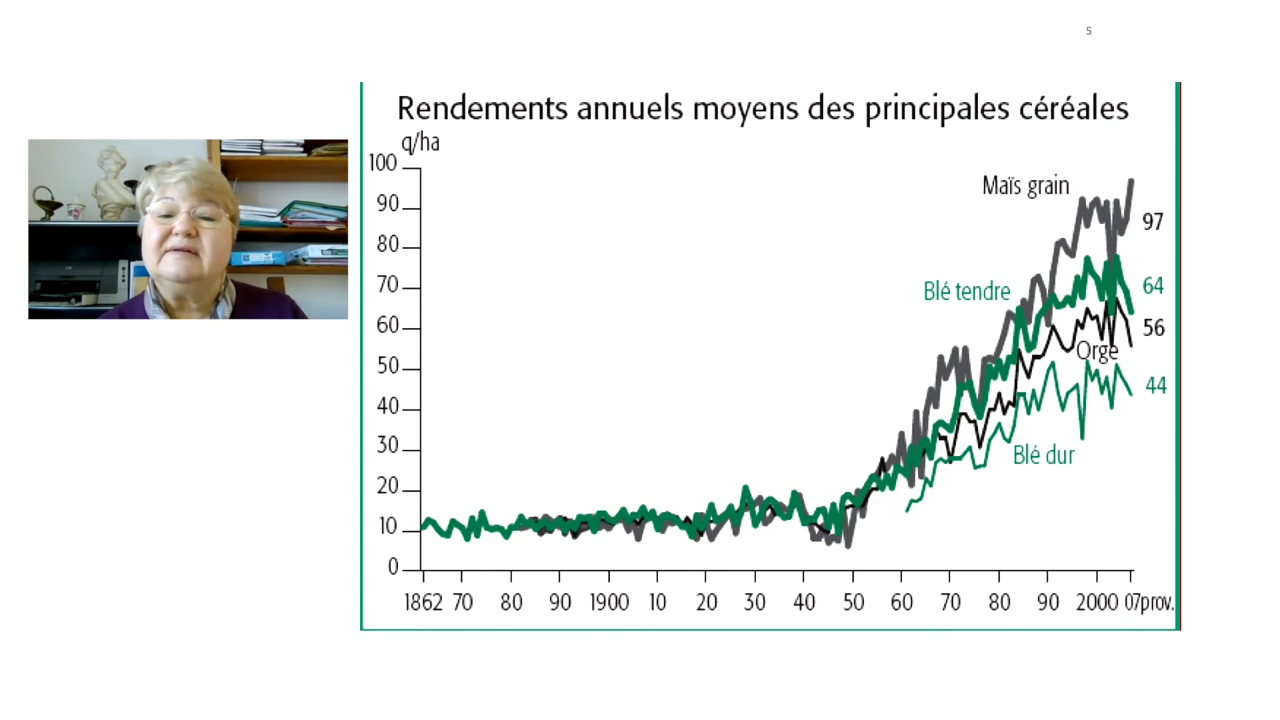 5
Rendements annuels moyens des principales céréales
q/ha
100
90
80
70
60
50
40
30
20
10
0
Maïs grain
97
Blé tendre
64
56
Orge
44
Blé dur
1862 70 80 90 1900 10 20 30 40 50 60 70 80 90 2000 07prov.